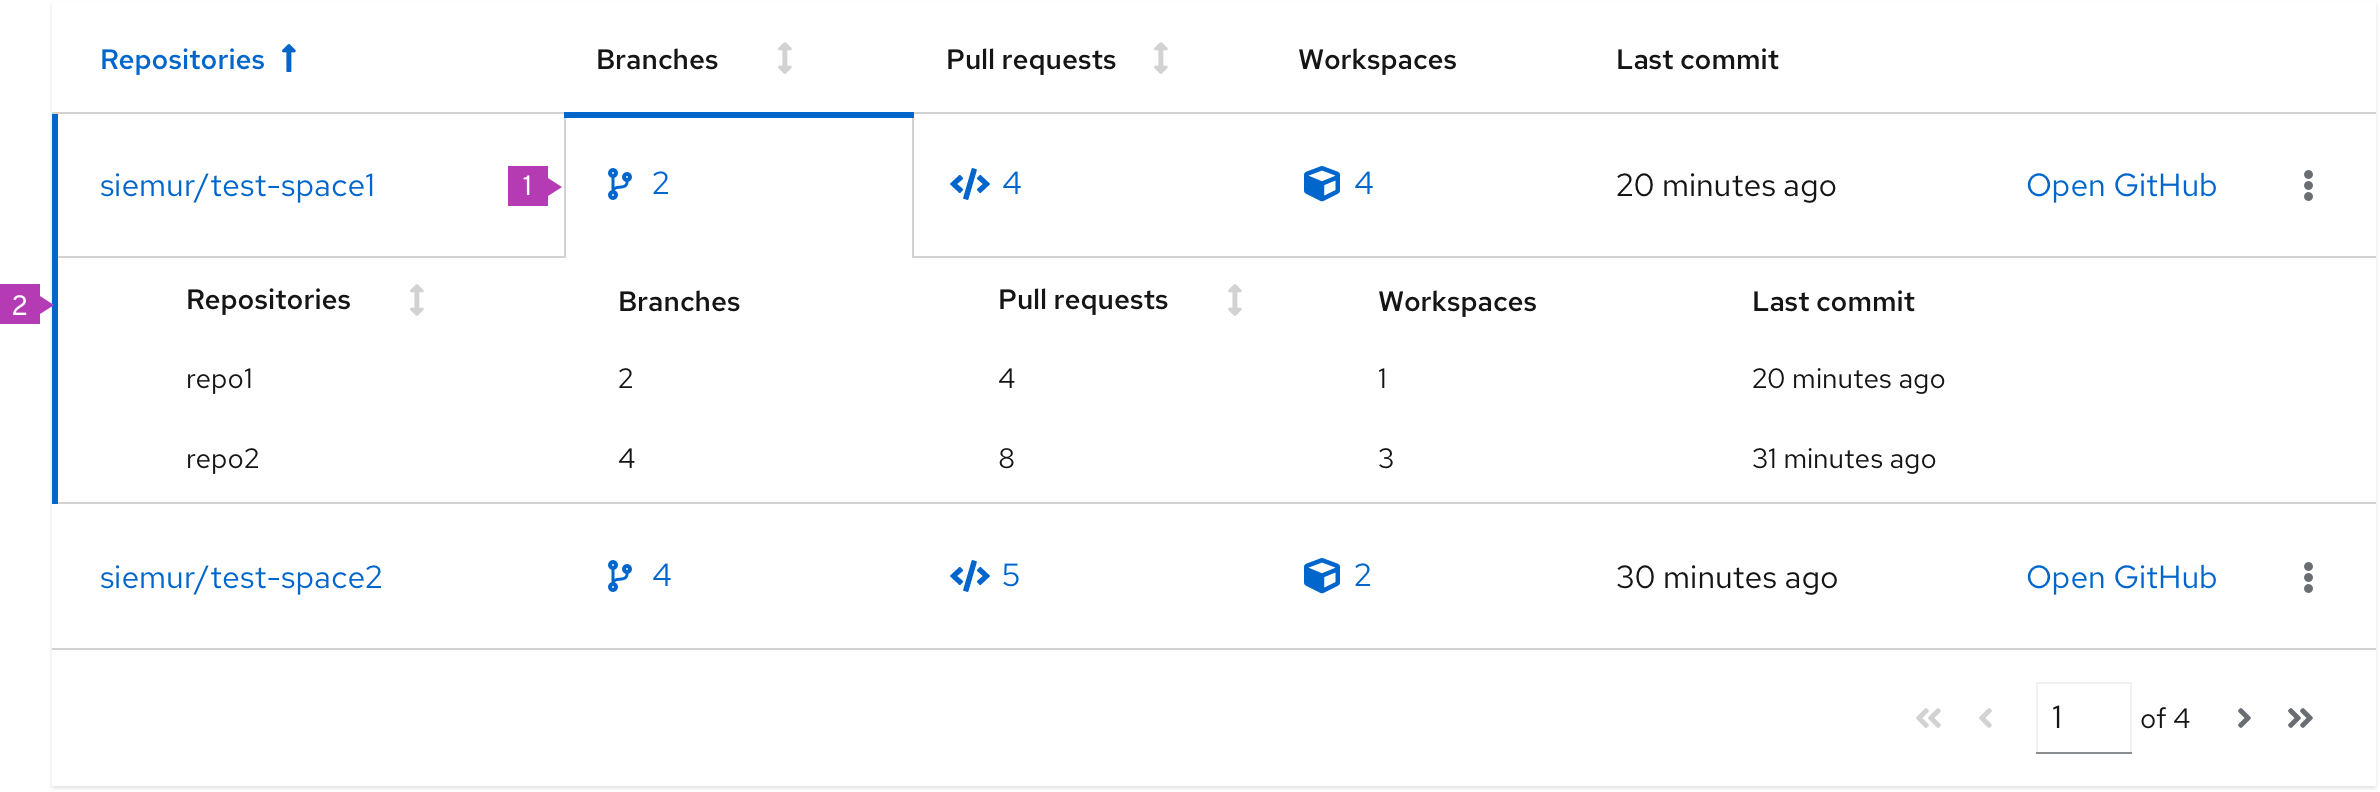 Repositories Branches Pull requests Workspaces Last commit
siemur/test-space1 1 2 4 4 20 minutes ago Open GitHub
2 Repositories Branches Pull requests Workspaces Last commit
repo1 2 4 1 20 minutes ago
repo2 4 8 3 31 minutes ago
siemur/test-space2 4 5 2 30 minutes ago Open GitHub
1 of 4